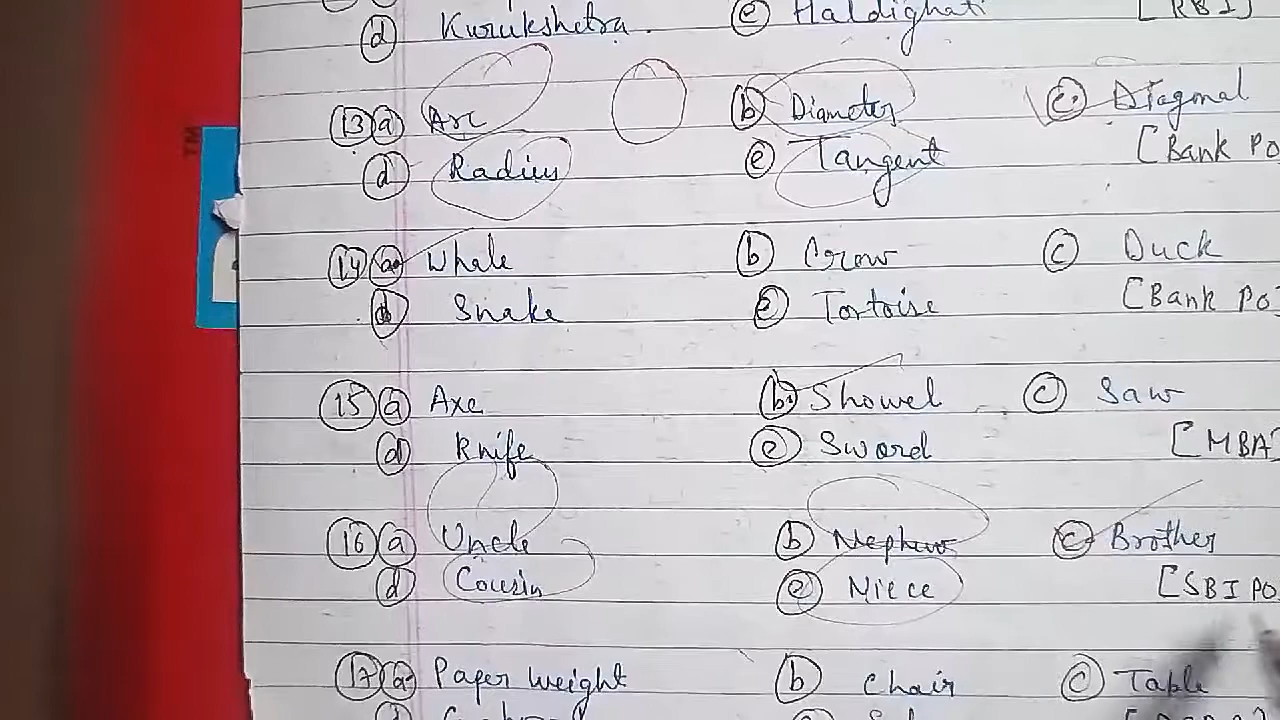 (d) Kurukshetra. (e) Haldighati [RBI]
(13) (a) Arc (b) Diameter (c) Diagonal
(d) Radius (e) Tangent [Bank PO
(14) (a) Whale (b) Crow (c) Duck
(d) Snake (e) Tortoise [Bank PO
(15) (a) Axe (b) Showel (c) Saw
(d) Knife (e) Sword [MBA]
(16) (a) Uncle (b) Nephew (c) Brother
(d) Cousin (e) Niece [SBI PO
(17) (a) Paper weight (b) Chair (c) Table
TM